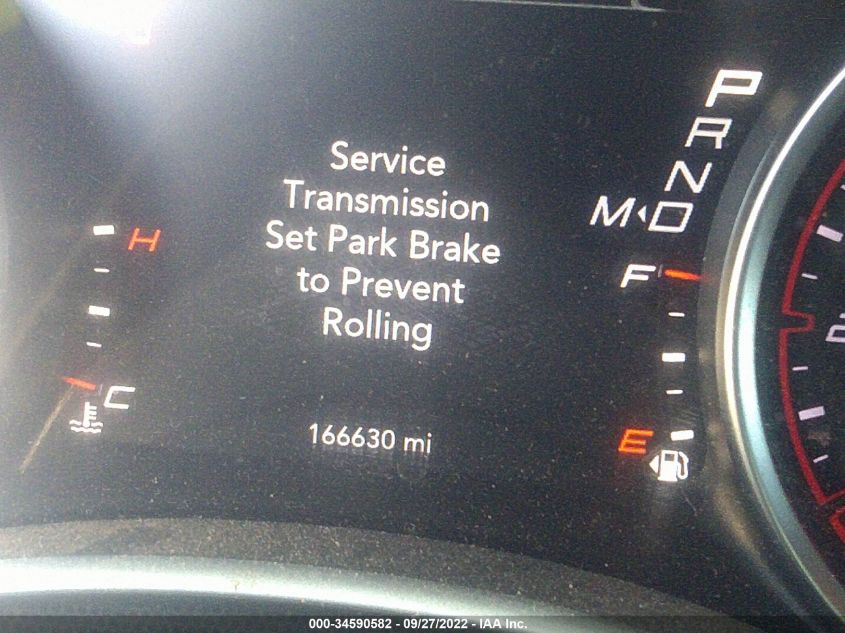 Service
Transmission
Set Park Brake
to Prevent
Rolling
166630 mi
H
C
P
R
N
M D
F
E
000-34590582 - 09/27/2022 - IAA Inc.